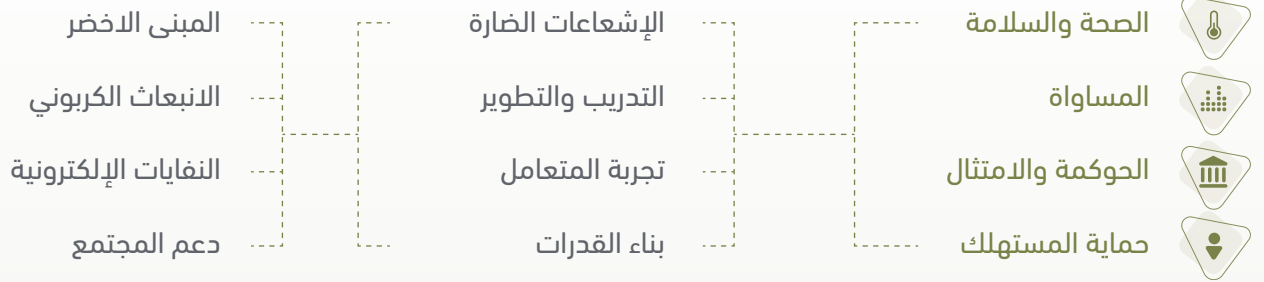 الصحة والسلامة
المساواة
الحوكمة والامتثال
حماية المستهلك
الإشعاعات الضارة
التدريب والتطوير
تجربة المتعامل
بناء القدرات
المبنى الاخضر
الانبعاث الكربوني
النفايات الإلكترونية
دعم المجتمع